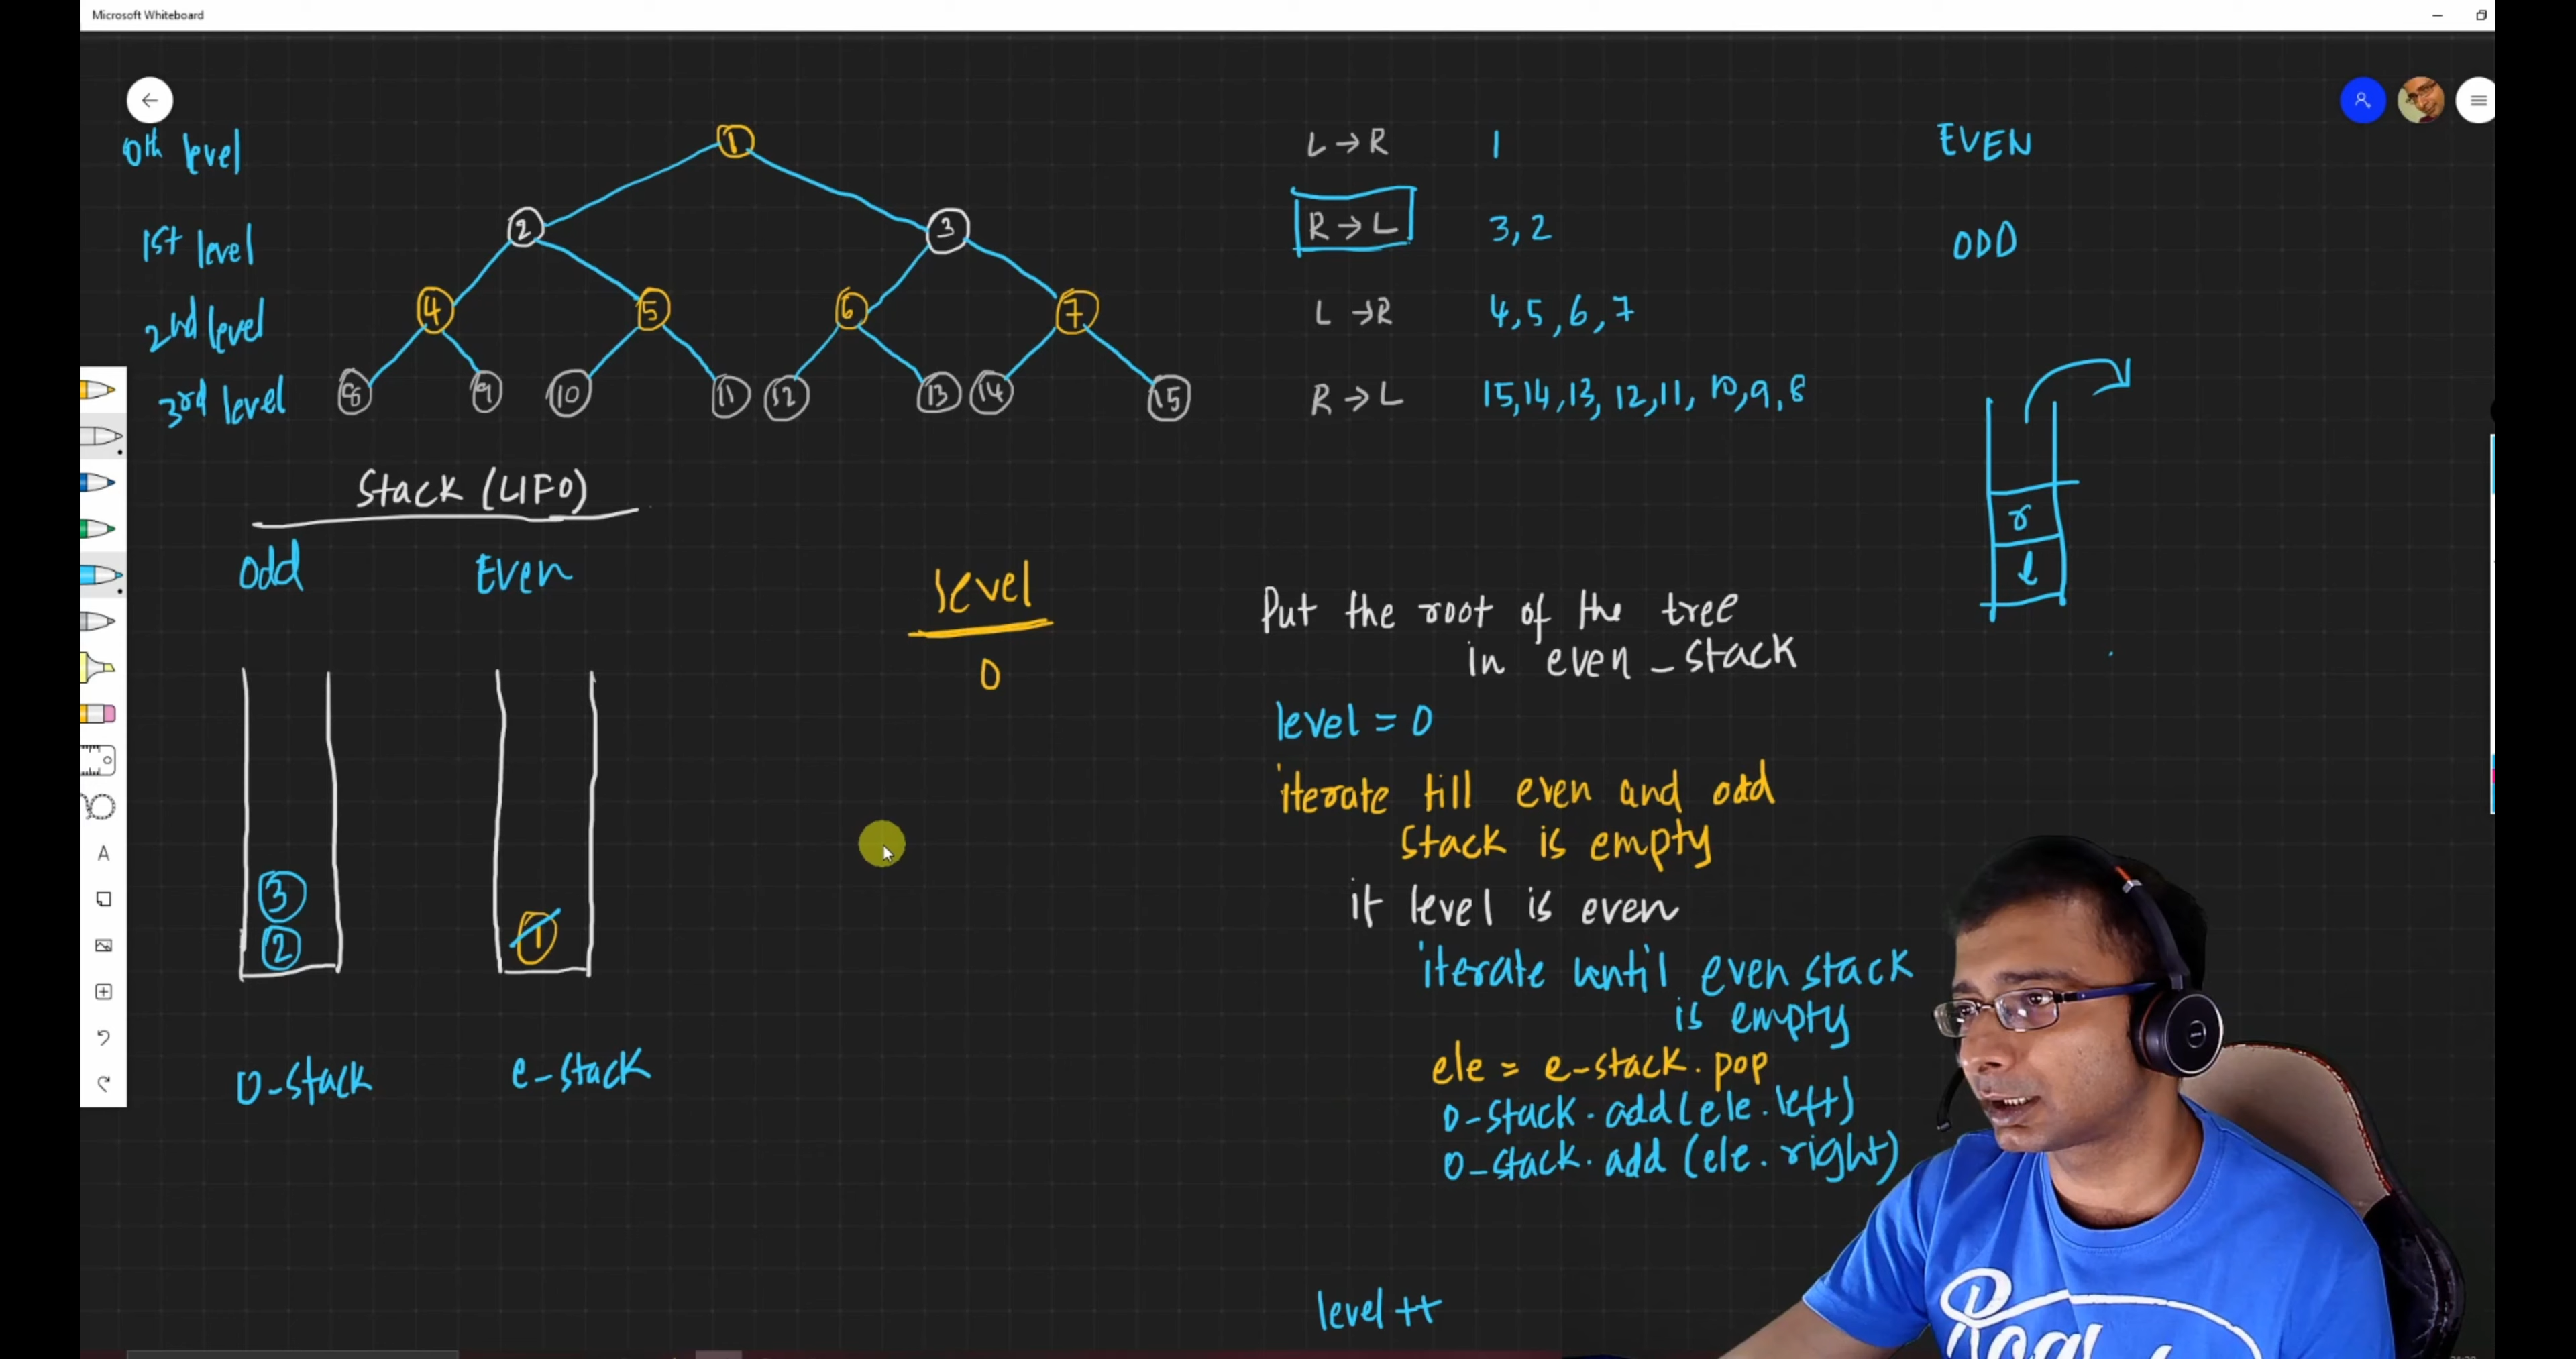 Microsoft Whiteboard
0th level
1st level
2nd level
3rd level
1
2
3
4
5
6
7
8
9
10
11
12
13
14
15
L → R 1 EVEN
R → L 3, 2 ODD
L → R 4, 5, 6, 7
R → L 15, 14, 13, 12, 11, 10, 9, 8
r
l
Stack (LIFO)
Odd Even
3
2
1
o-stack e-stack
level
0
Put the root of the tree
in even_stack
level = 0
iterate till even and odd
stack is empty
if level is even
iterate until even stack
is empty
ele = e-stack.pop
o-stack.add(ele.left)
o-stack.add(ele.right)
level ++
A